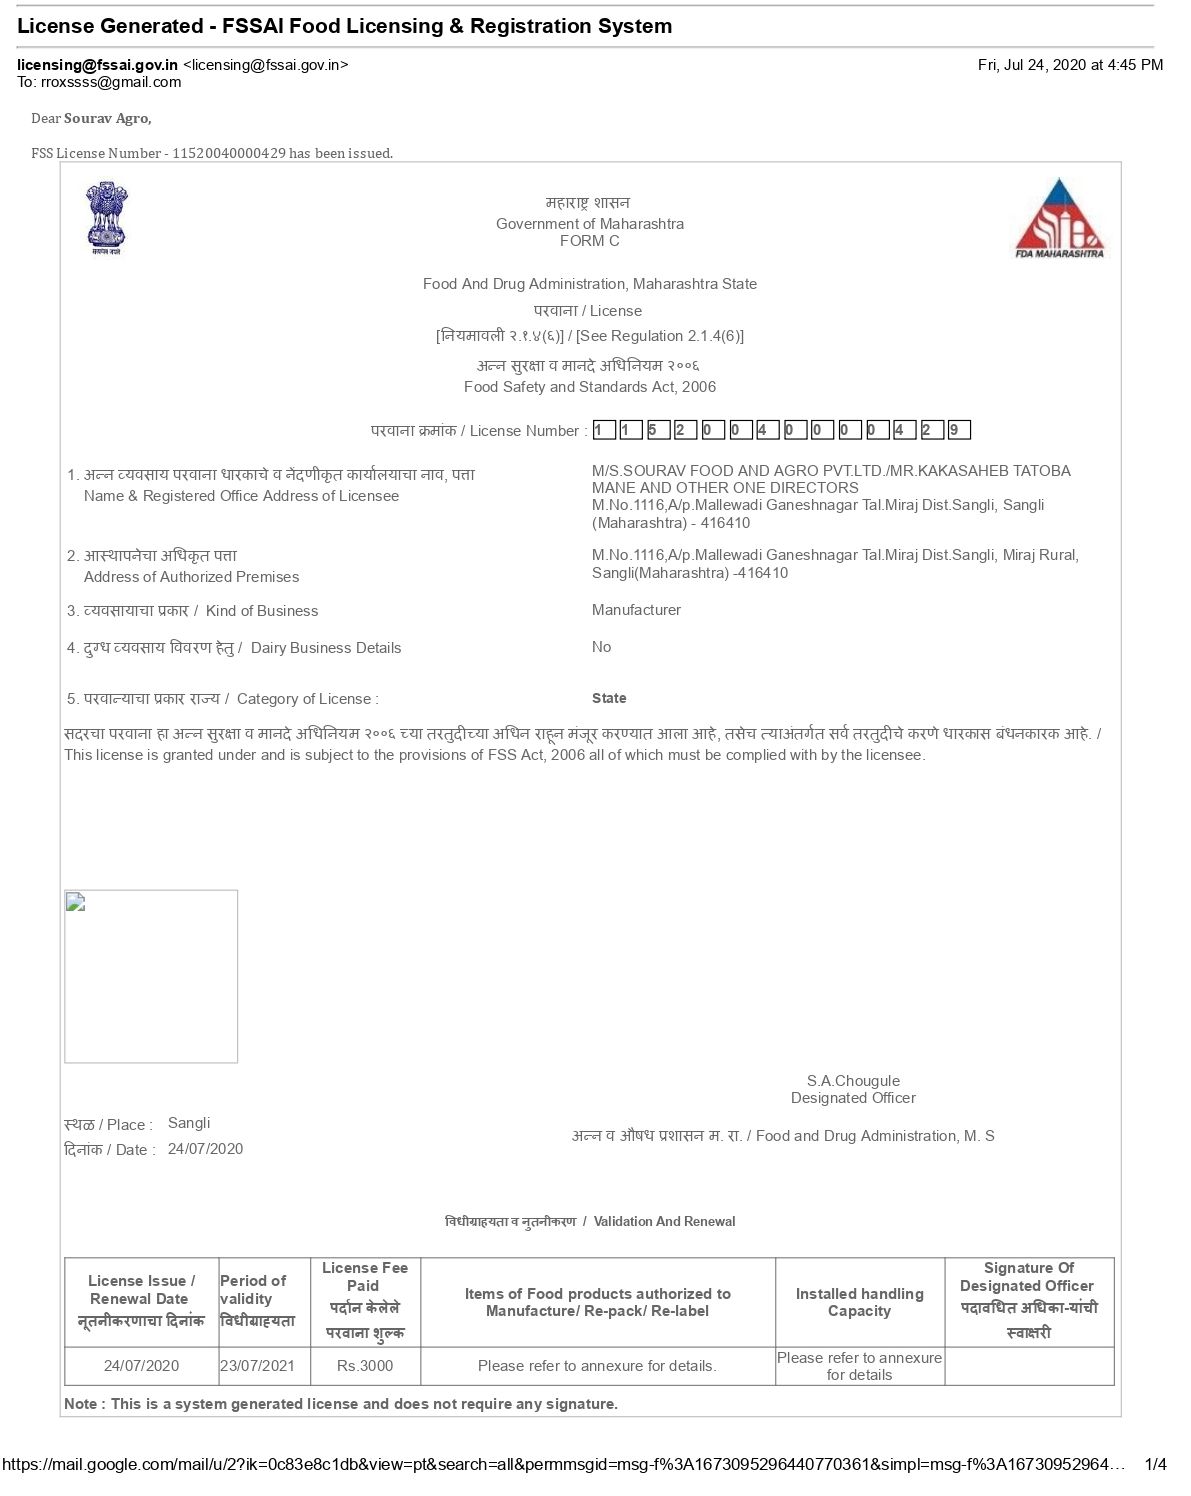 License Generated - FSSAI Food Licensing & Registration System
licensing@fssai.gov.in <licensing@fssai.gov.in>
Fri, Jul 24, 2020 at 4:45 PM
To: rroxssss@gmail.com
Dear Sourav Agro,
FSS License Number - 11520040000429 has been issued.
सत्यमेव जयते
महाराष्ट्र शासन
Government of Maharashtra
FORM C
FDA MAHARASHTRA
Food And Drug Administration, Maharashtra State
परवाना / License
[नियमावली २.१.४(६)] / [See Regulation 2.1.4(6)]
अन्न सुरक्षा व मानदे अधिनियम २००६
Food Safety and Standards Act, 2006
परवाना क्रमांक / License Number : 1 1 5 2 0 0 4 0 0 0 0 4 2 9
1. अन्न व्यवसाय परवाना धारकाचे व नेंदणीकृत कार्यालयाचा नाव, पत्ता
Name & Registered Office Address of Licensee
M/S.SOURAV FOOD AND AGRO PVT.LTD./MR.KAKASAHEB TATOBA
MANE AND OTHER ONE DIRECTORS
M.No.1116,A/p.Mallewadi Ganeshnagar Tal.Miraj Dist.Sangli, Sangli
(Maharashtra) - 416410
2. आस्थापनेचा अधिकृत पत्ता
Address of Authorized Premises
M.No.1116,A/p.Mallewadi Ganeshnagar Tal.Miraj Dist.Sangli, Miraj Rural,
Sangli(Maharashtra) -416410
3. व्यवसायाचा प्रकार / Kind of Business
Manufacturer
4. दुग्ध व्यवसाय विवरण हेतु / Dairy Business Details
No
5. परवान्याचा प्रकार राज्य / Category of License :
State
सदरचा परवाना हा अन्न सुरक्षा व मानदे अधिनियम २००६ च्या तरतुदीच्या अधिन राहून मंजूर करण्यात आला आहे, तसेच त्याअंतर्गत सर्व तरतुदीचे करणे धारकास बंधनकारक आहे. /
This license is granted under and is subject to the provisions of FSS Act, 2006 all of which must be complied with by the licensee.
S.A.Chougule
Designated Officer
स्थळ / Place : Sangli
दिनांक / Date : 24/07/2020
अन्न व औषध प्रशासन म. रा. / Food and Drug Administration, M. S
विधीग्राहयता व नुतनीकरण / Validation And Renewal
License Issue /
Renewal Date
नूतनीकरणाचा दिनांक
Period of
validity
विधीग्राहयता
License Fee
Paid
पर्दान केलेले
परवाना शुल्क
Items of Food products authorized to
Manufacture/ Re-pack/ Re-label
Installed handling
Capacity
Signature Of
Designated Officer
पदावधित अधिका-यांची
स्वाक्षरी
24/07/2020
23/07/2021
Rs.3000
Please refer to annexure for details.
Please refer to annexure
for details
Note : This is a system generated license and does not require any signature.
https://mail.google.com/mail/u/2?ik=0c83e8c1db&view=pt&search=all&permmsgid=msg-f%3A1673095296440770361&simpl=msg-f%3A16730952964… 1/4